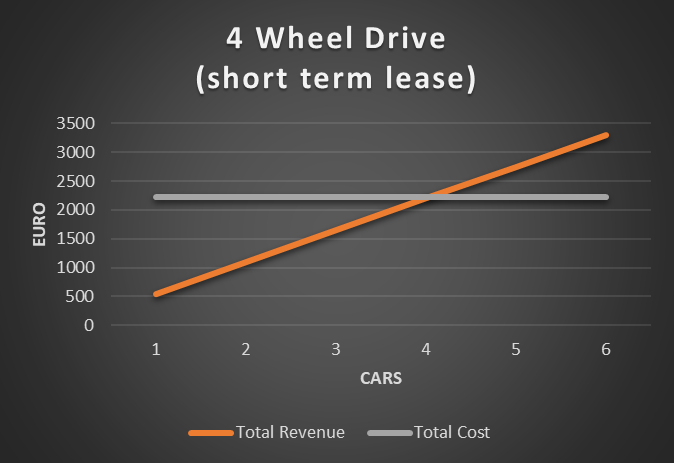 4 Wheel Drive
(short term lease)
3500
3000
2500
2000
1500
1000
500
0
EURO
1 2 3 4 5 6
CARS
Total Revenue Total Cost